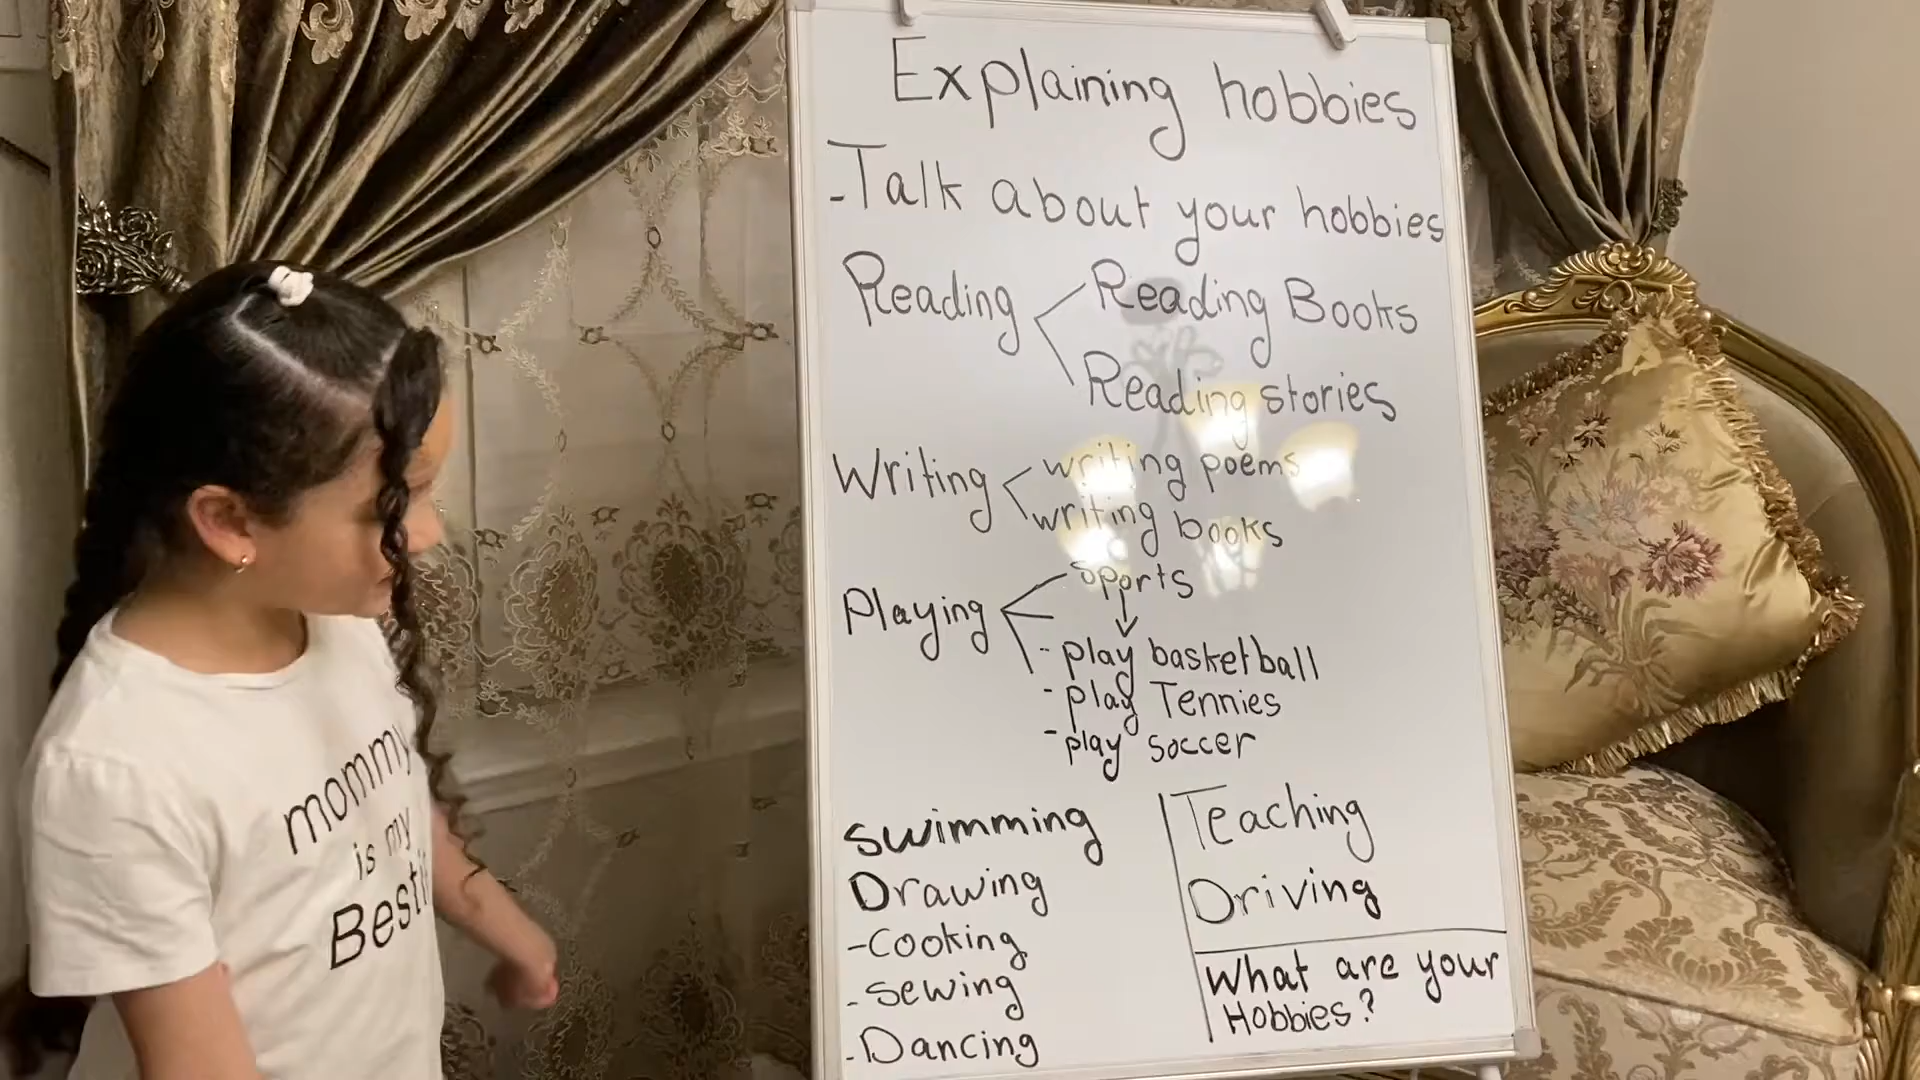 Explaining hobbies
-Talk about your hobbies
Reading
Reading Books
Reading stories
Writing
writing poems
writing books
Playing
sports
- play basketball
- play Tennies
- play soccer
swimming
Drawing
-Cooking
-Sewing
-Dancing
Teaching
Driving
What are your
Hobbies?
mommy
is my
Besti